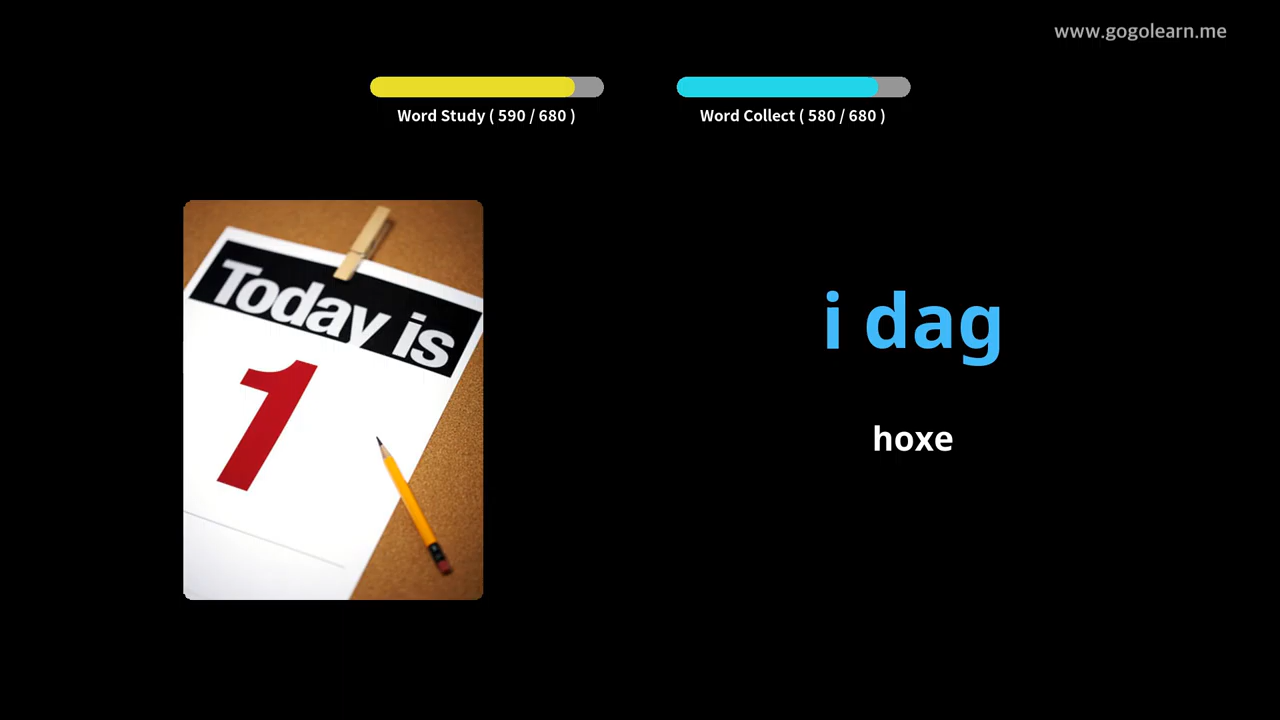 www.gogolearn.me
Word Study ( 590 / 680 )
Word Collect ( 580 / 680 )
Today is
1
i dag
hoxe